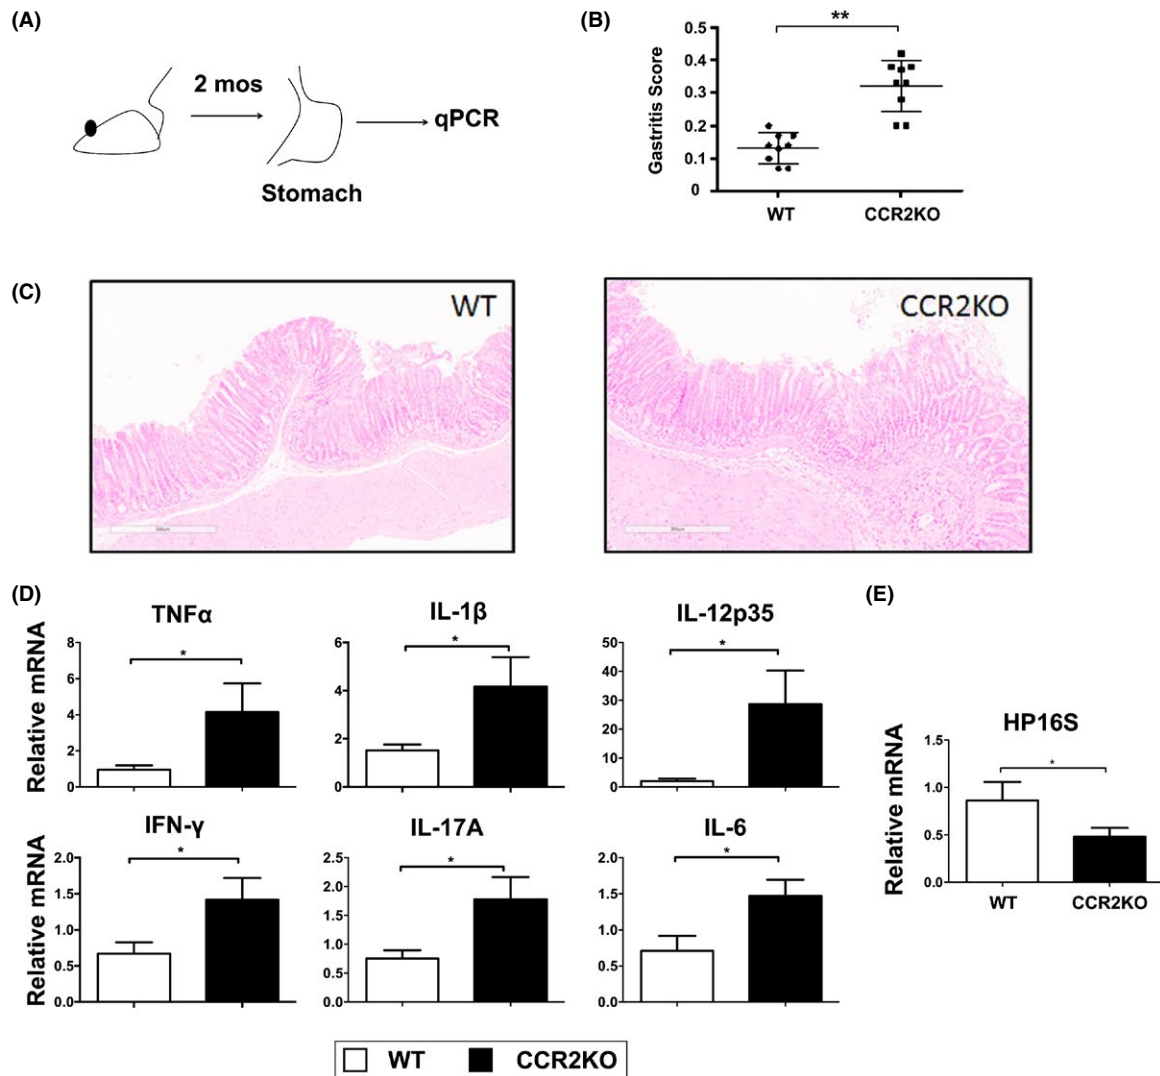 (A)
2 mos
qPCR
Stomach
(B)
**
Gastritis Score
0.5
0.4
0.3
0.2
0.1
0
WT
CCR2KO
(C)
WT
CCR2KO
(D)
TNFα
Relative mRNA
8
6
4
2
0
*
IL-1β
6
4
2
0
*
IL-12p35
50
40
30
20
10
0
*
IFN-γ
Relative mRNA
2.0
1.5
1.0
0.5
0.0
*
IL-17A
2.5
2.0
1.5
1.0
0.5
0.0
*
IL-6
2.0
1.5
1.0
0.5
0.0
*
WT CCR2KO
(E)
HP16S
Relative mRNA
1.5
1.0
0.5
0.0
*
WT
CCR2KO